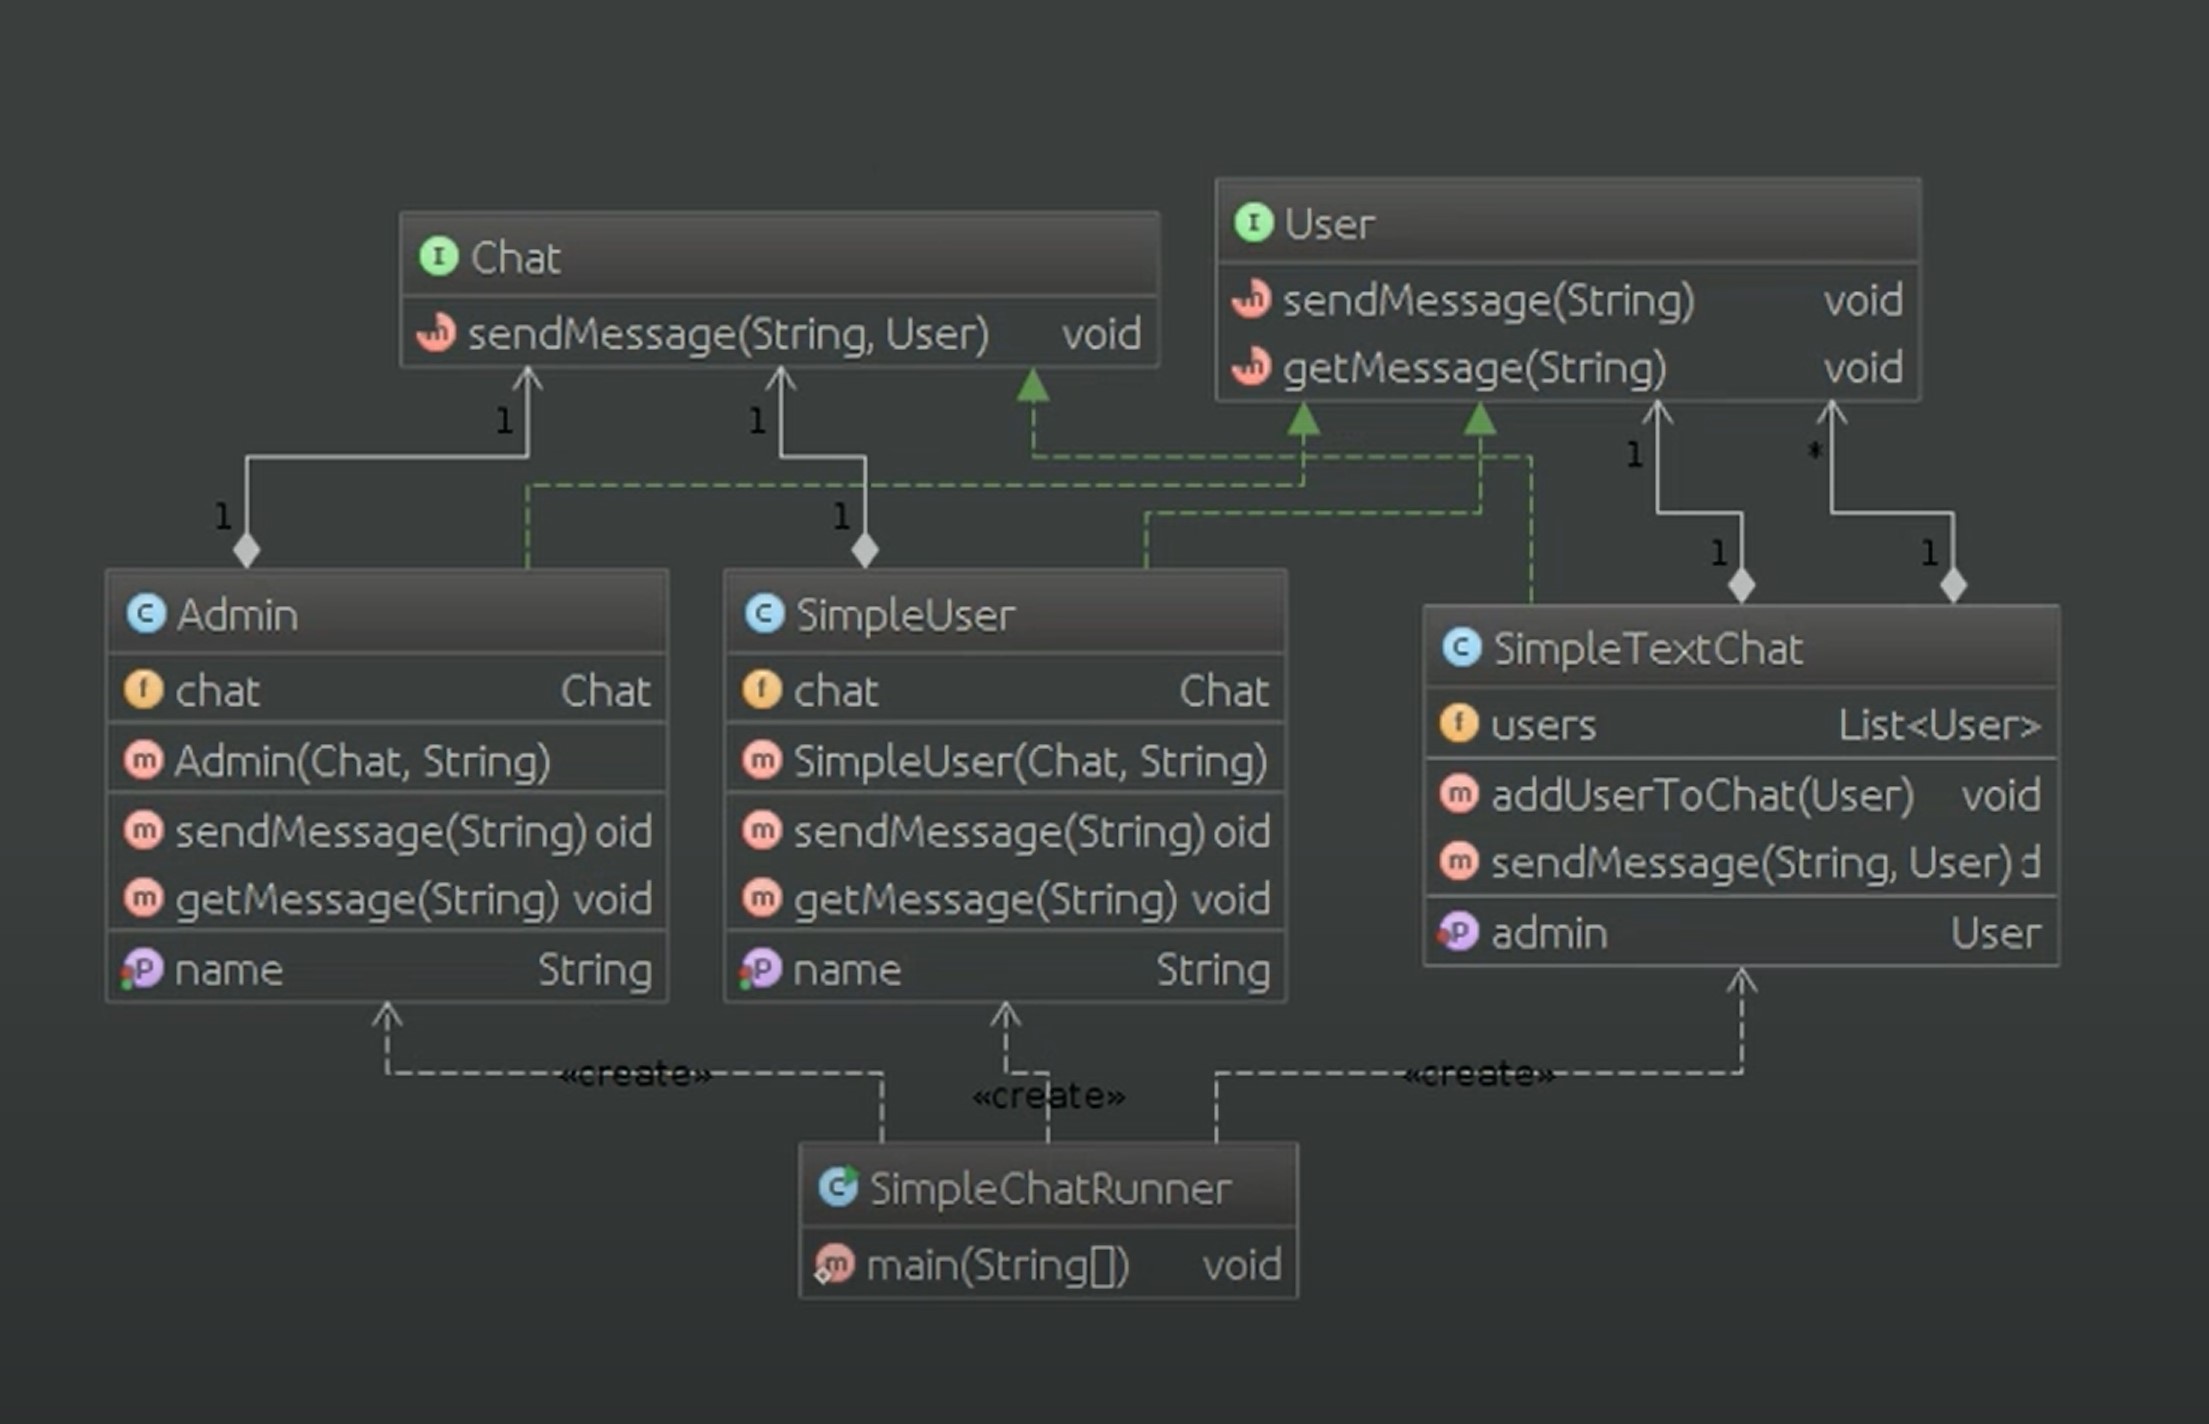 Chat
sendMessage(String, User) void
User
sendMessage(String) void
getMessage(String) void
1
1
1
*
1
1
1
1
Admin
chat Chat
Admin(Chat, String)
sendMessage(String) oid
getMessage(String) void
name String
SimpleUser
chat Chat
SimpleUser(Chat, String)
sendMessage(String) oid
getMessage(String) void
name String
SimpleTextChat
users List<User>
addUserToChat(User) void
sendMessage(String, User) d
admin User
«create»
«create»
«create»
SimpleChatRunner
main(String[]) void